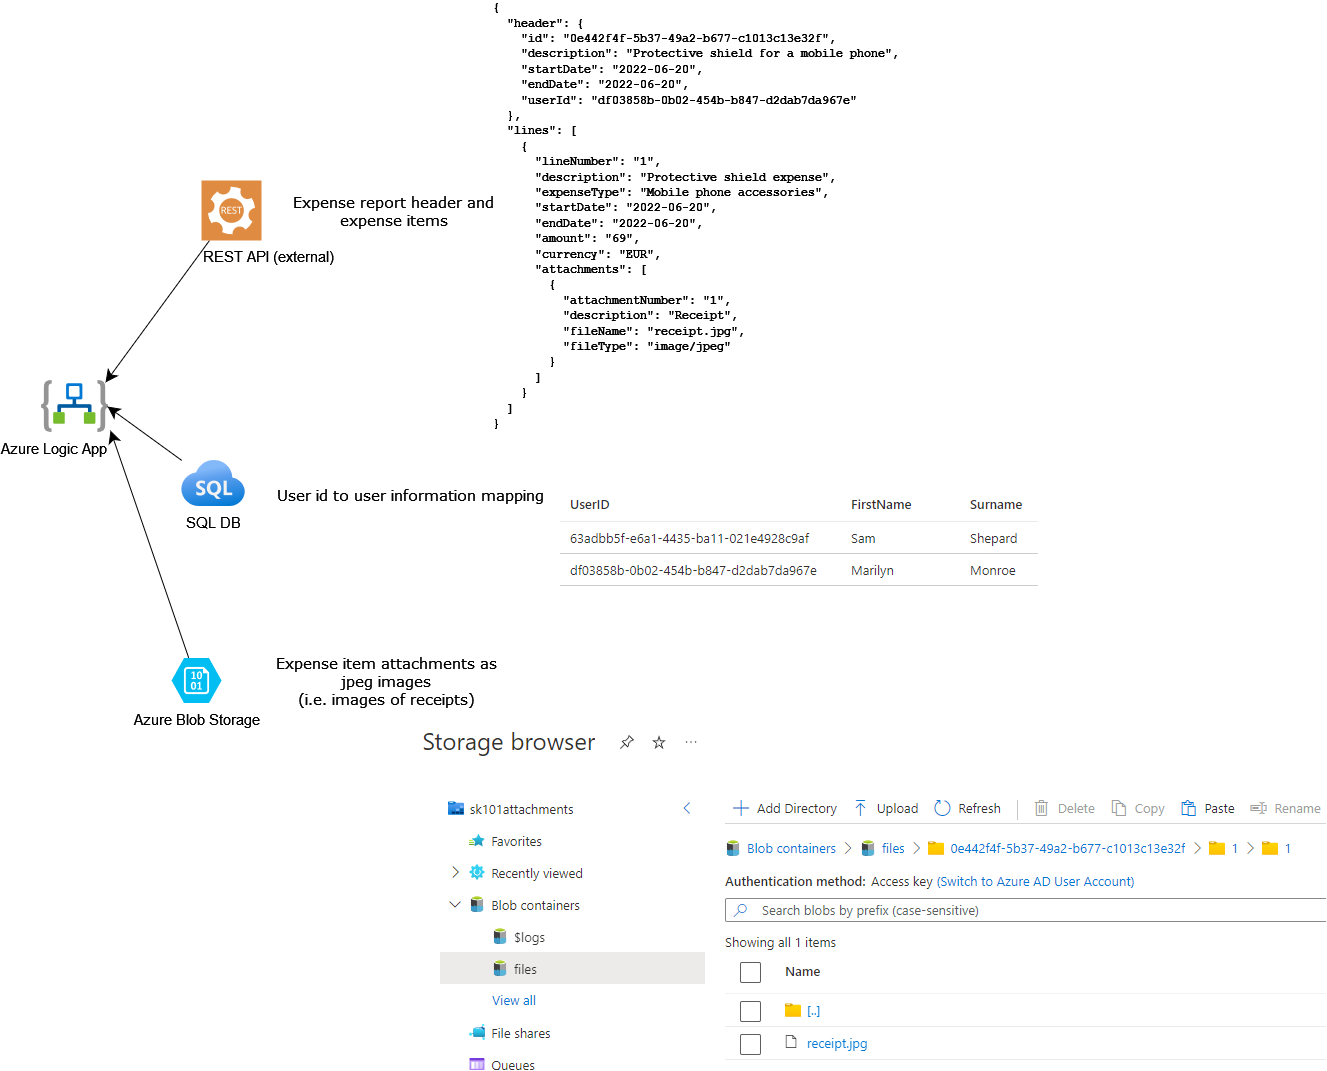 {
"header": {
"id": "0e442f4f-5b37-49a2-b677-c1013c13e32f",
"description": "Protective shield for a mobile phone",
"startDate": "2022-06-20",
"endDate": "2022-06-20",
"userId": "df03858b-0b02-454b-b847-d2dab7da967e"
},
"lines": [
{
"lineNumber": "1",
"description": "Protective shield expense",
"expenseType": "Mobile phone accessories",
"startDate": "2022-06-20",
"endDate": "2022-06-20",
"amount": "69",
"currency": "EUR",
"attachments": [
{
"attachmentNumber": "1",
"description": "Receipt",
"fileName": "receipt.jpg",
"fileType": "image/jpeg"
}
]
}
]
}
REST
Expense report header and
expense items
REST API (external)
Azure Logic App
SQL
SQL DB
User id to user information mapping
UserID FirstName Surname
63adbb5f-e6a1-4435-ba11-021e4928c9af Sam Shepard
df03858b-0b02-454b-b847-d2dab7da967e Marilyn Monroe
10
01
Azure Blob Storage
Expense item attachments as
jpeg images
(i.e. images of receipts)
Storage browser ...
sk101attachments
Favorites
Recently viewed
Blob containers
$logs
files
View all
File shares
Queues
Add Directory Upload Refresh Delete Copy Paste Rename
Blob containers > files > 0e442f4f-5b37-49a2-b677-c1013c13e32f > 1 > 1
Authentication method: Access key (Switch to Azure AD User Account)
Search blobs by prefix (case-sensitive)
Showing all 1 items
Name
[..]
receipt.jpg